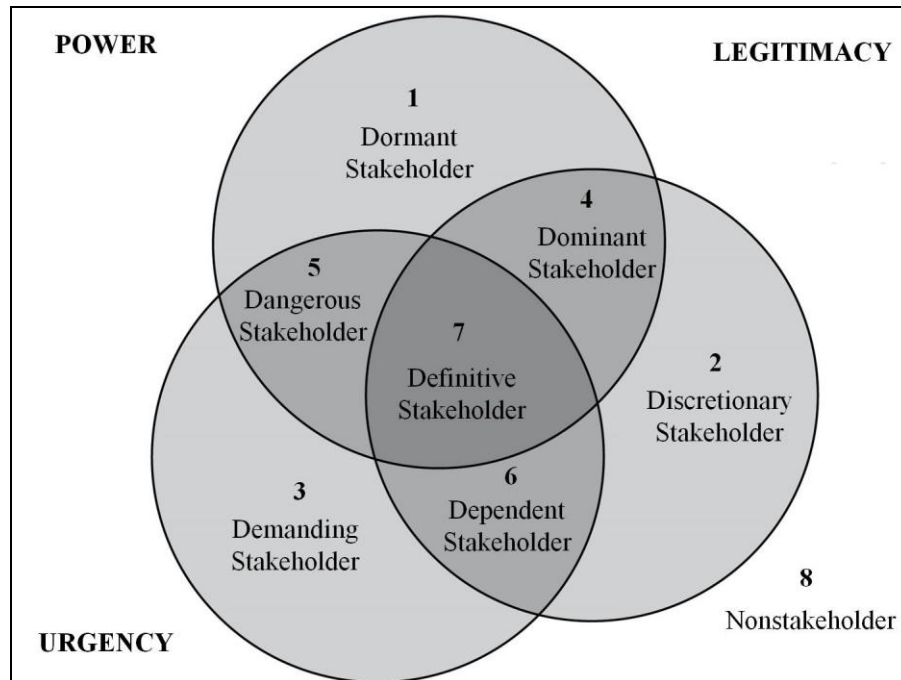 POWER
LEGITIMACY
1
Dormant
Stakeholder
4
Dominant
Stakeholder
5
Dangerous
Stakeholder
7
Definitive
Stakeholder
2
Discretionary
Stakeholder
3
Demanding
Stakeholder
6
Dependent
Stakeholder
8
Nonstakeholder
URGENCY